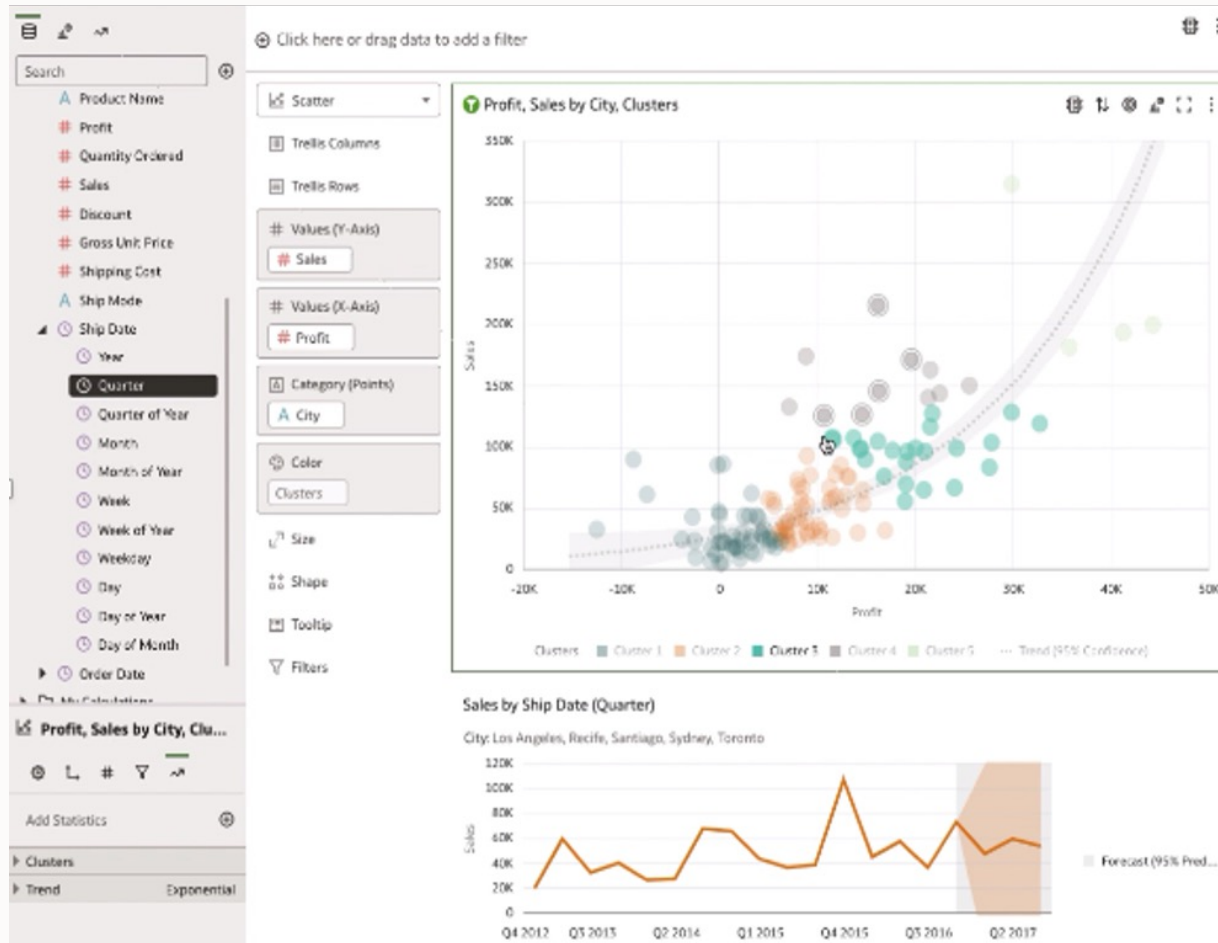 Click here or drag data to add a filter
Search
Product Name
Profit
Quantity Ordered
Sales
Discount
Gross Unit Price
Shipping Cost
Ship Mode
Ship Date
Year
Quarter
Quarter of Year
Month
Month of Year
Week
Week of Year
Weekday
Day
Day of Year
Day of Month
Order Date
My Calculations
Profit, Sales by City, Clu...
Add Statistics
Clusters
Trend Exponential
Scatter
Trellis Columns
Trellis Rows
Values (Y-Axis)
Sales
Values (X-Axis)
Profit
Category (Points)
City
Color
Clusters
Size
Shape
Tooltip
Filters
Profit, Sales by City, Clusters
350K
300K
250K
200K
150K
100K
50K
0
Sales
-20K -10K 0 10K 20K 30K 40K 50K
Profit
Clusters Cluster 1 Cluster 2 Cluster 3 Cluster 4 Cluster 5 Trend (95% Confidence)
Sales by Ship Date (Quarter)
City: Los Angeles, Recife, Santiago, Sydney, Toronto
120K
100K
80K
60K
40K
20K
0
Sales
Q4 2012 Q3 2013 Q2 2014 Q1 2015 Q4 2015 Q3 2016 Q2 2017
Forecast (95% Pred...